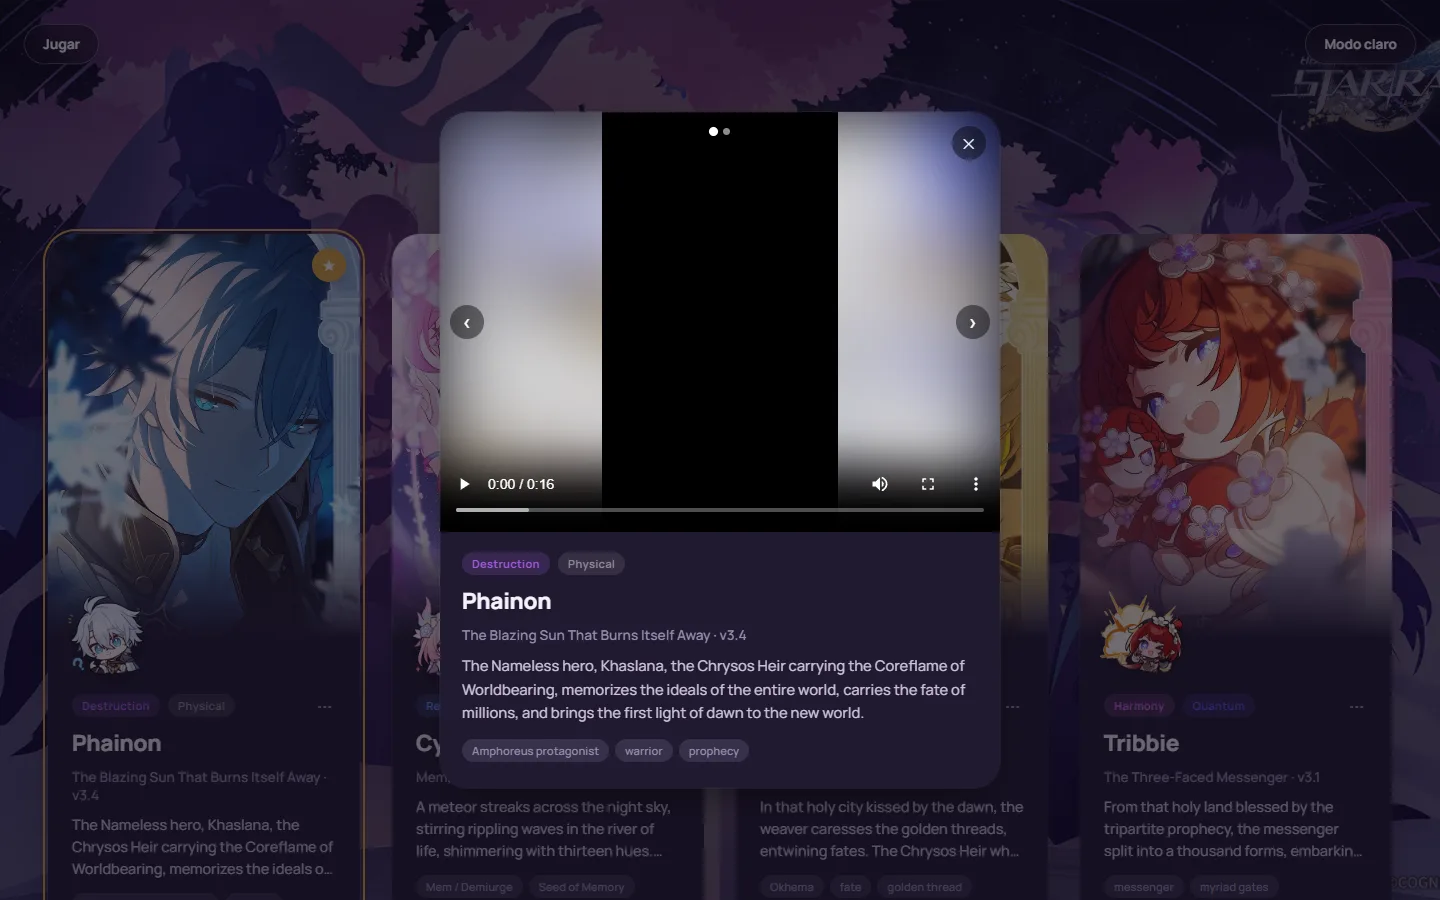 Jugar
Modo claro
STAR RA
0:00 / 0:16
Destruction
Physical
Phainon
The Blazing Sun That Burns Itself Away · v3.4
The Nameless hero, Khaslana, the Chrysos Heir carrying the Coreflame of
Worldbearing, memorizes the ideals of the entire world, carries the fate of
millions, and brings the first light of dawn to the new world.
Amphoreus protagonist
warrior
prophecy
Destruction
Physical
...
Phainon
The Blazing Sun That Burns Itself Away ·
v3.4
The Nameless hero, Khaslana, the
Chrysos Heir carrying the Coreflame of
Worldbearing, memorizes the ideals o...
Re
Cy
Mem
A meteor streaks across the night sky,
stirring rippling waves in the river of
life, shimmering with thirteen hues....
Mem / Demiurge
Seed of Memory
...
In that holy city kissed by the dawn, the
weaver caresses the golden threads,
entwining fates. The Chrysos Heir wh...
Okhema
fate
golden thread
Harmony
Quantum
...
Tribbie
The Three-Faced Messenger · v3.1
From that holy land blessed by the
tripartite prophecy, the messenger
split into a thousand forms, embarkin...
messenger
myriad gates
COGN